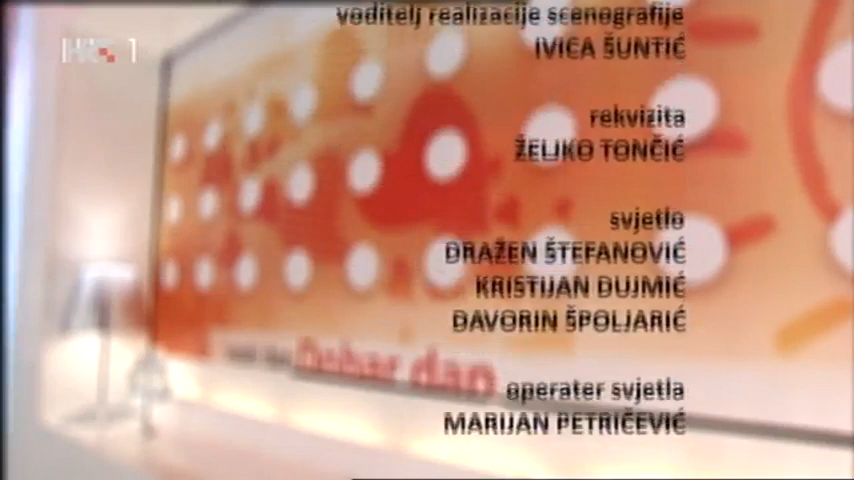 voditelj realizacije scenografije
HRT 1
IVICA ŠUNTIĆ
rekvizita
ŽELJKO TONČIĆ
svjetlo
DRAŽEN ŠTEFANOVIĆ
KRISTIJAN DUJMIĆ
DAVORIN ŠPOLJARIĆ
Dobar dan
operater svjetla
MARIJAN PETRIČEVIĆ